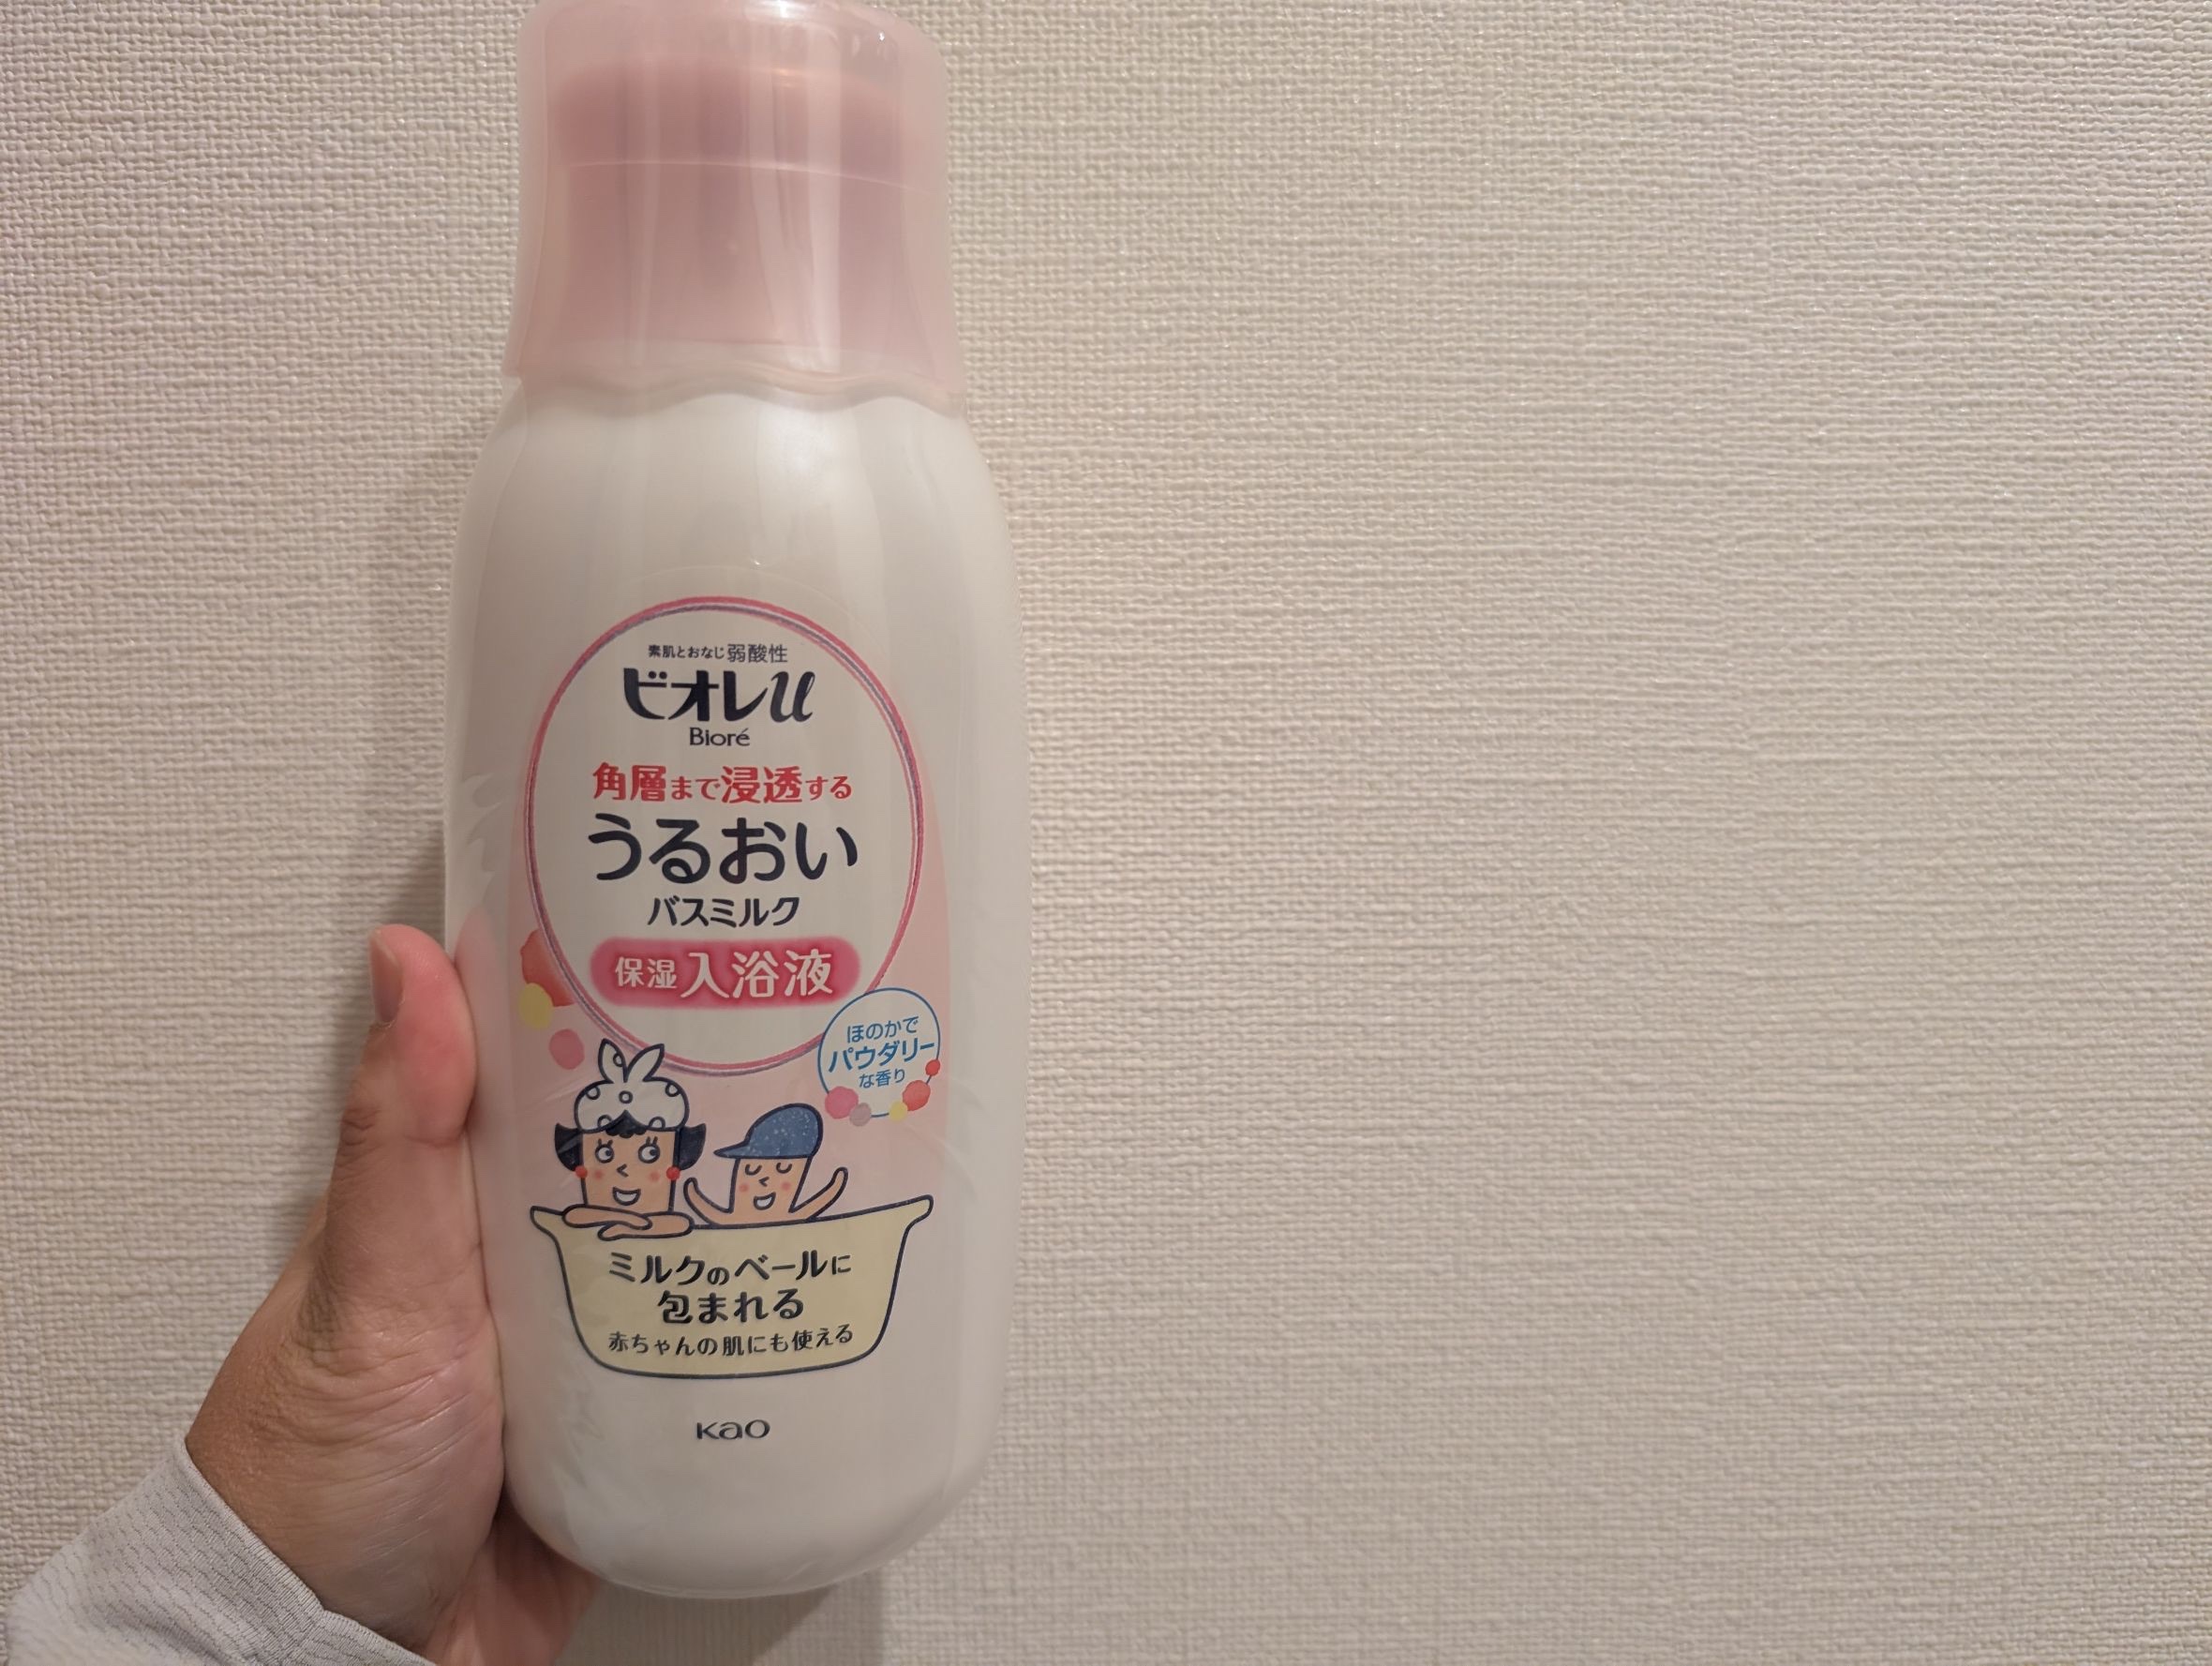 素肌とおなじ弱酸性
ビオレu
Bioré
角層まで浸透する
うるおい
バスミルク
保湿入浴液
ほのかで
パウダリー
な香り
ミルクのベールに
包まれる
赤ちゃんの肌にも使える
Kao